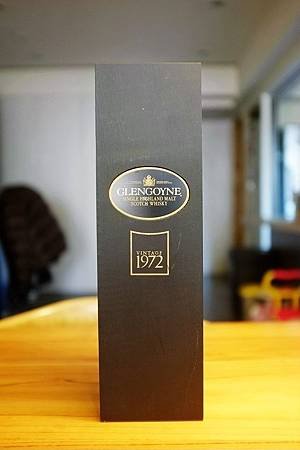 GLENGOYNE
SINGLE HIGHLAND MALT
SCOTCH WHISKY
VINTAGE
1972